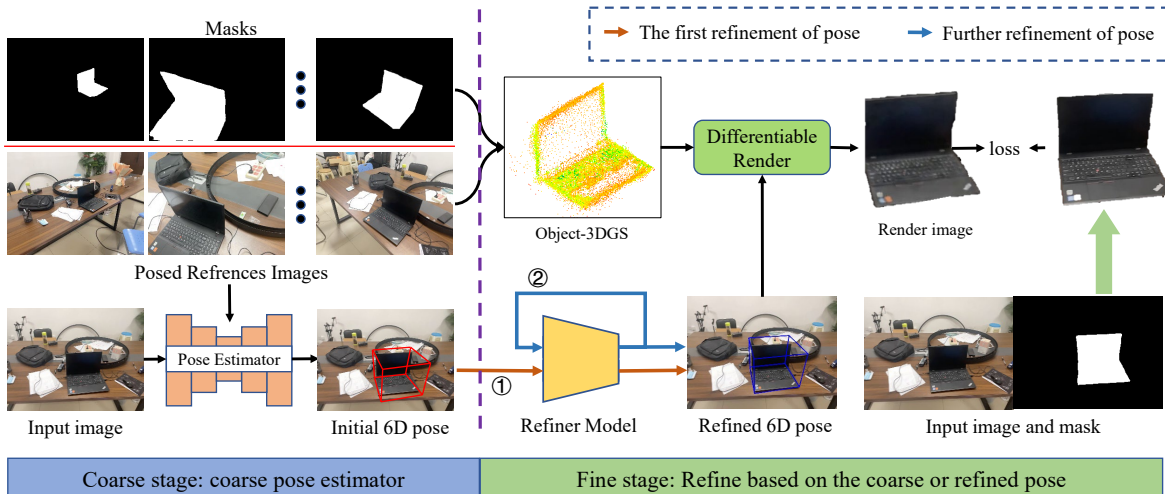 Masks
The first refinement of pose
Further refinement of pose
Differentiable
Render
loss
Object-3DGS
Render image
Posed Refrences Images
②
Pose Estimator
①
Input image
Initial 6D pose
Refiner Model
Refined 6D pose
Input image and mask
Coarse stage: coarse pose estimator
Fine stage: Refine based on the coarse or refined pose